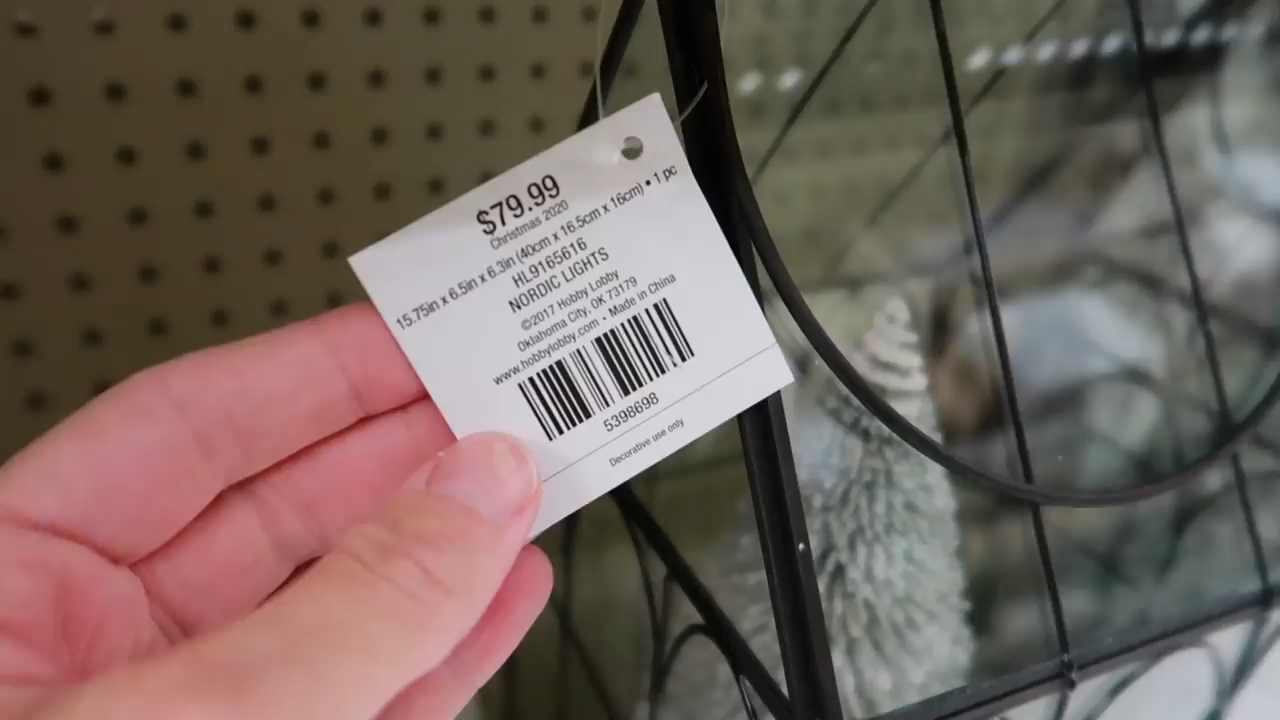 $79.99
Christmas 2020
15.75in x 6.5in x 6.3in (40cm x 16.5cm x 16cm) • 1 pc
HL9165616
NORDIC LIGHTS
©2017 Hobby Lobby
Oklahoma City, OK 73179
www.hobbylobby.com • Made in China
5398698
Decorative use only